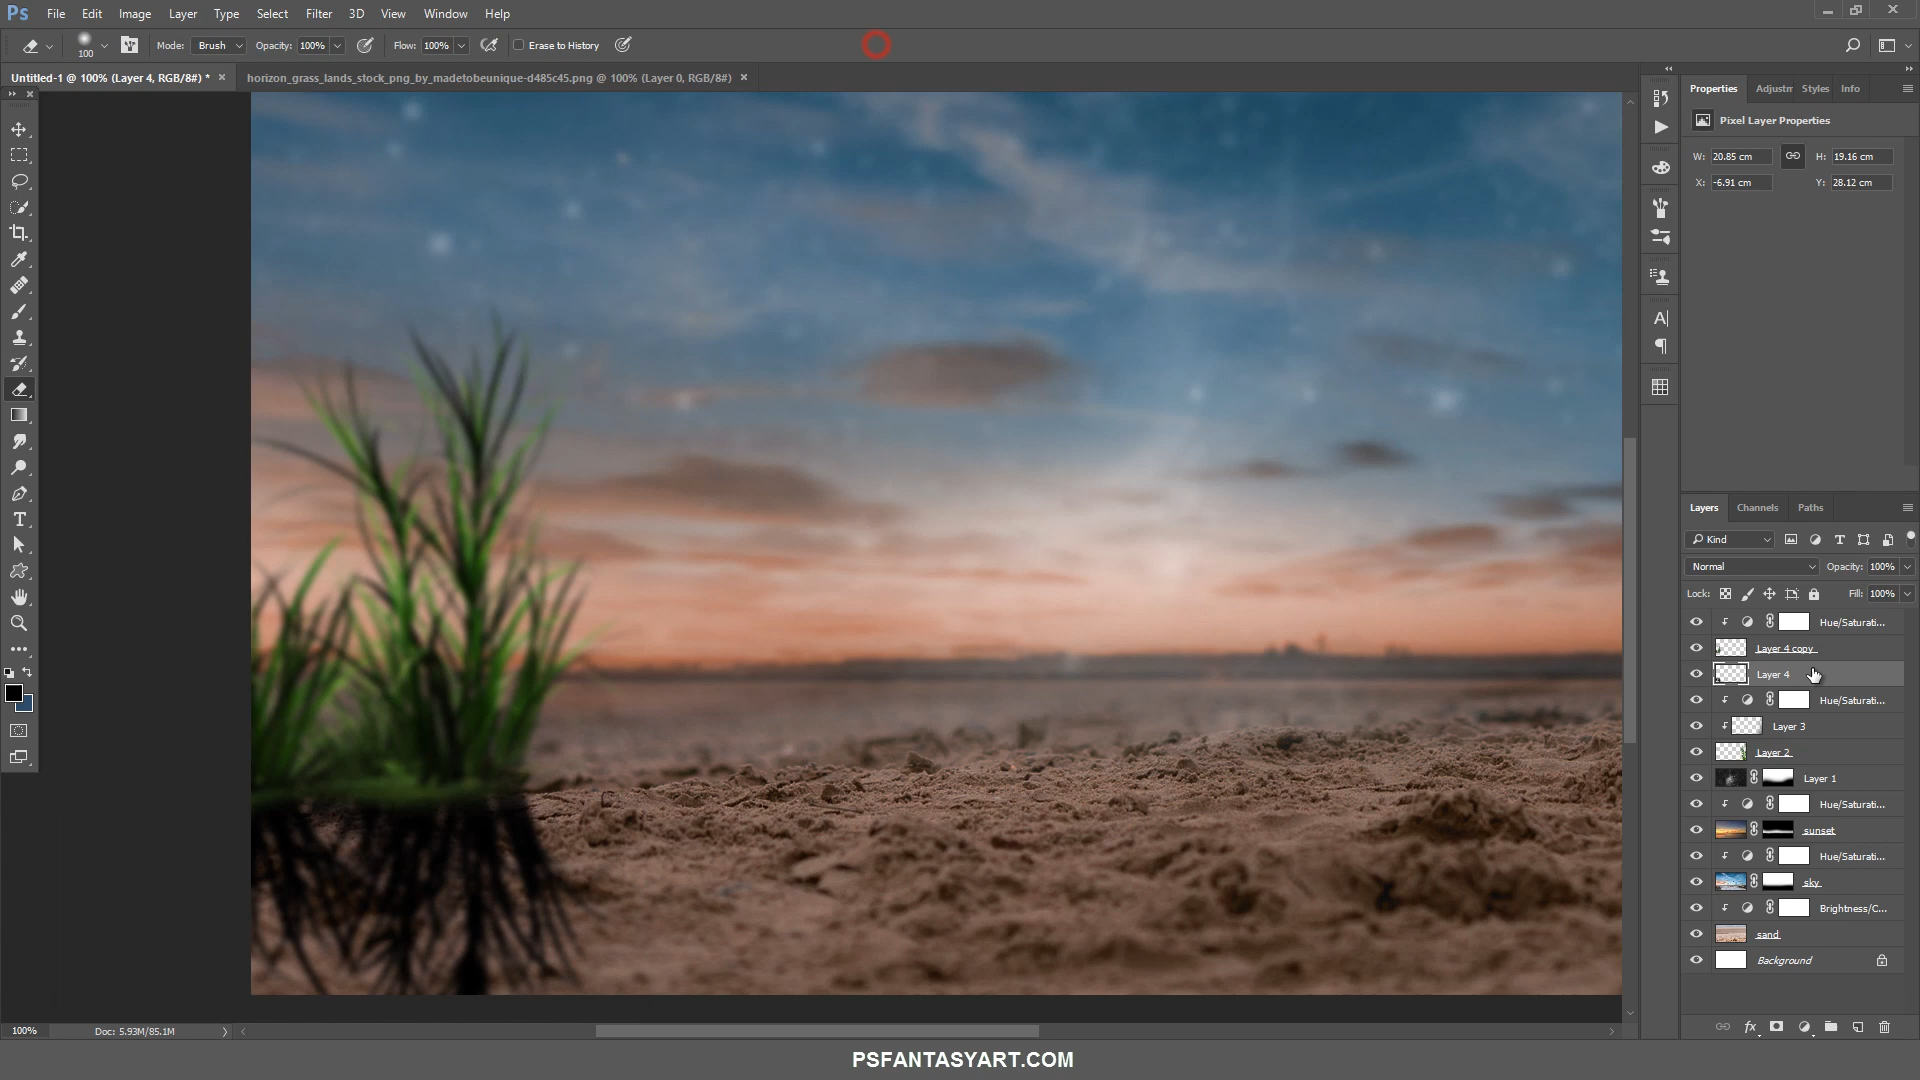 Ps File Edit Image Layer Type Select Filter 3D View Window Help
100 Mode: Brush Opacity: 100% Flow: 100% Erase to History
Untitled-1 @ 100% (Layer 4, RGB/8#) * × horizon_grass_lands_stock_png_by_madetobeunique-d485c45.png @ 100% (Layer 0, RGB/8#) ×
Properties Adjustm Styles Info
Pixel Layer Properties
W: 20.85 cm H: 19.16 cm
X: -6.91 cm Y: 28.12 cm
Layers Channels Paths
Kind
Normal Opacity: 100%
Lock: Fill: 100%
Hue/Saturati...
Layer 4 copy
Layer 4
Hue/Saturati...
Layer 3
Layer 2
Layer 1
Hue/Saturati...
sunset
Hue/Saturati...
sky
Brightness/C...
sand
Background
100% Doc: 5.93M/85.1M
PSFANTASYART.COM